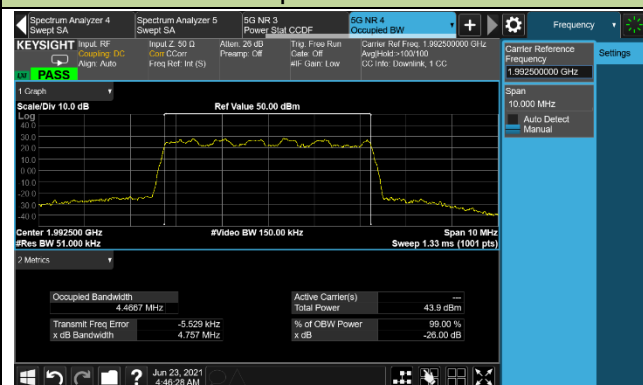 Spectrum Analyzer 4
Swept SA
Spectrum Analyzer 5
Swept SA
5G NR 3
Power Stat CCDF
5G NR 4
Occupied BW
Frequency
KEYSIGHT
Input: RF
Coupling: DC
Align: Auto
Input Z: 50 Ω
Corr CCorr
Freq Ref: Int (S)
Atten: 26 dB
Preamp: Off
Trig: Free Run
Gate: Off
#IF Gain: Low
Carrier Ref Freq: 1.992500000 GHz
Avg|Hold:>100/100
CC Info: Downlink, 1 CC
LXI
PASS
Carrier Reference
Frequency
1.992500000 GHz
Settings
Span
10.000 MHz
Auto Detect
Manual
1 Graph
Scale/Div 10.0 dB
Ref Value 50.00 dBm
Log
40.0
30.0
20.0
10.0
0.00
-10.0
-20.0
-30.0
-40.0
Center 1.992500 GHz
#Video BW 150.00 kHz
Span 10 MHz
#Res BW 51.000 kHz
Sweep 1.33 ms (1001 pts)
2 Metrics
Occupied Bandwidth
4.4667 MHz
Active Carrier(s)
---
Total Power
43.9 dBm
Transmit Freq Error
-5.529 kHz
% of OBW Power
99.00 %
x dB Bandwidth
4.757 MHz
x dB
-26.00 dB
?
Jun 23, 2021
4:46:28 AM